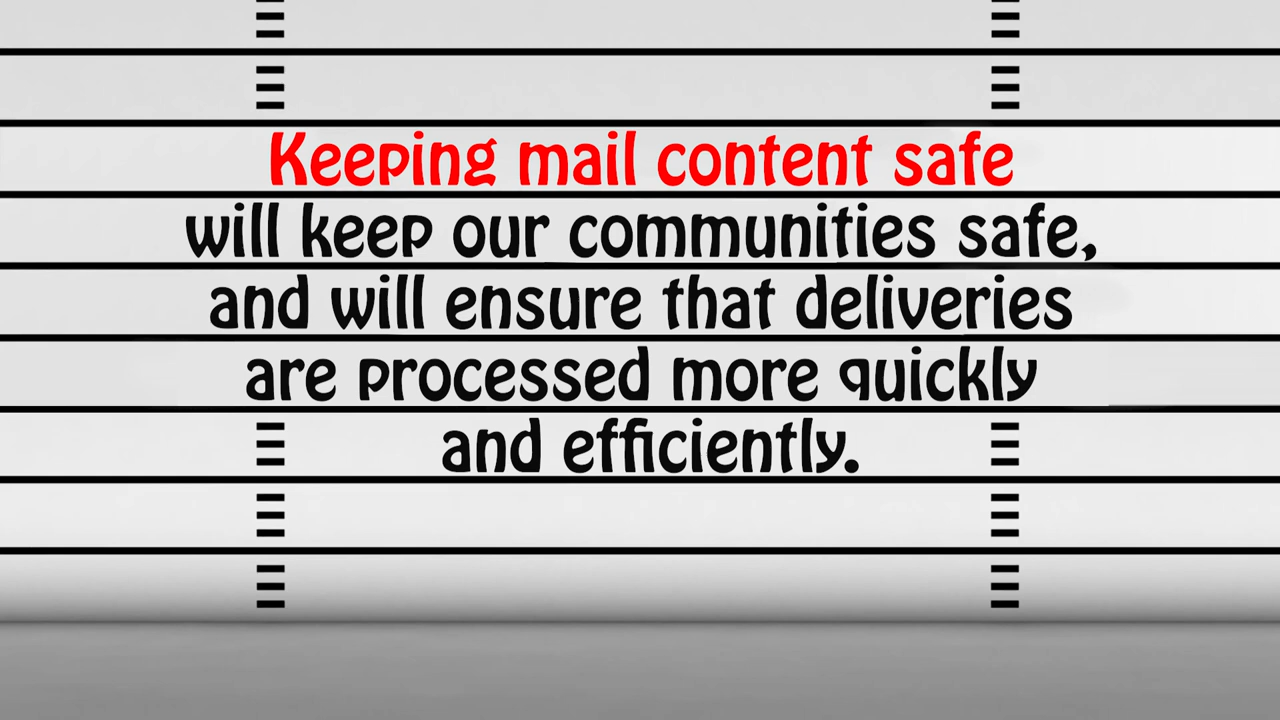 Keeping mail content safe
will keep our communities safe,
and will ensure that deliveries
are processed more quickly
and efficiently.